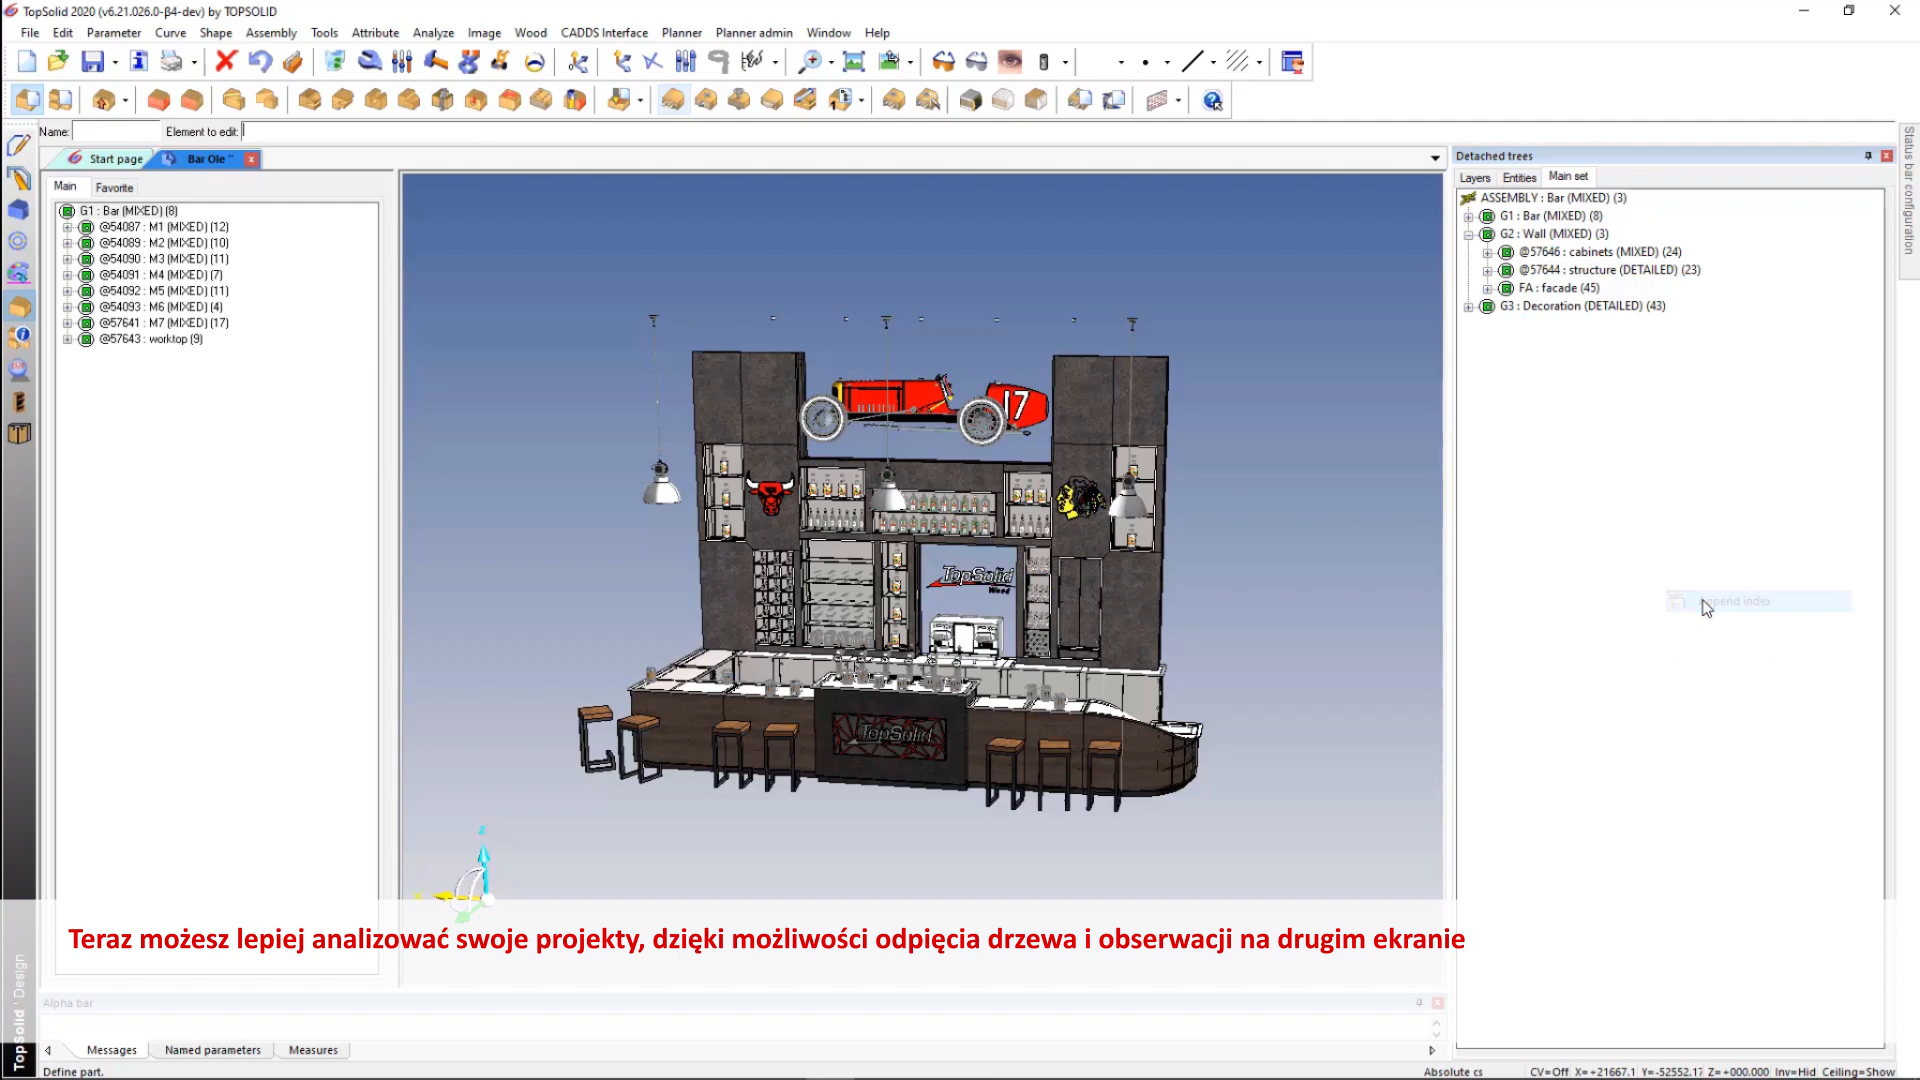 TopSolid 2020 (v6.21.026.0-β4-dev) by TOPSOLID
File Edit Parameter Curve Shape Assembly Tools Attribute Analyze Image Wood CADDS Interface Planner Planner admin Window Help
Name: Element to edit:
Start page Bar Ole *
Main Favorite
G1 : Bar (MIXED) (8)
@54087 : M1 (MIXED) (12)
@54089 : M2 (MIXED) (10)
@54090 : M3 (MIXED) (11)
@54091 : M4 (MIXED) (7)
@54092 : M5 (MIXED) (11)
@54093 : M6 (MIXED) (4)
@57641 : M7 (MIXED) (17)
@57643 : worktop (9)
17
TopSolid
Wood
TopSolid
z
Detached trees
Layers Entities Main set
ASSEMBLY : Bar (MIXED) (3)
G1 : Bar (MIXED) (8)
G2 : Wall (MIXED) (3)
@57646 : cabinets (MIXED) (24)
@57644 : structure (DETAILED) (23)
FA : facade (45)
G3 : Decoration (DETAILED) (43)
Append index
Status bar configuration
Teraz możesz lepiej analizować swoje projekty, dzięki możliwości odpięcia drzewa i obserwacji na drugim ekranie
TopSolid ' Design
Alpha bar
Messages Named parameters Measures
Define part.
Absolute cs CV=Off X=+21667.1 Y=-52552.17 Z=+000.000 Inv=Hid Ceiling=Show